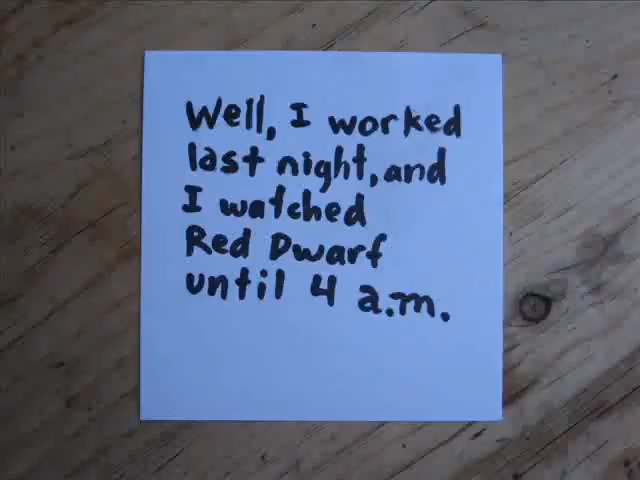 Well, I worked
last night, and
I watched
Red Dwarf
until 4 a.m.